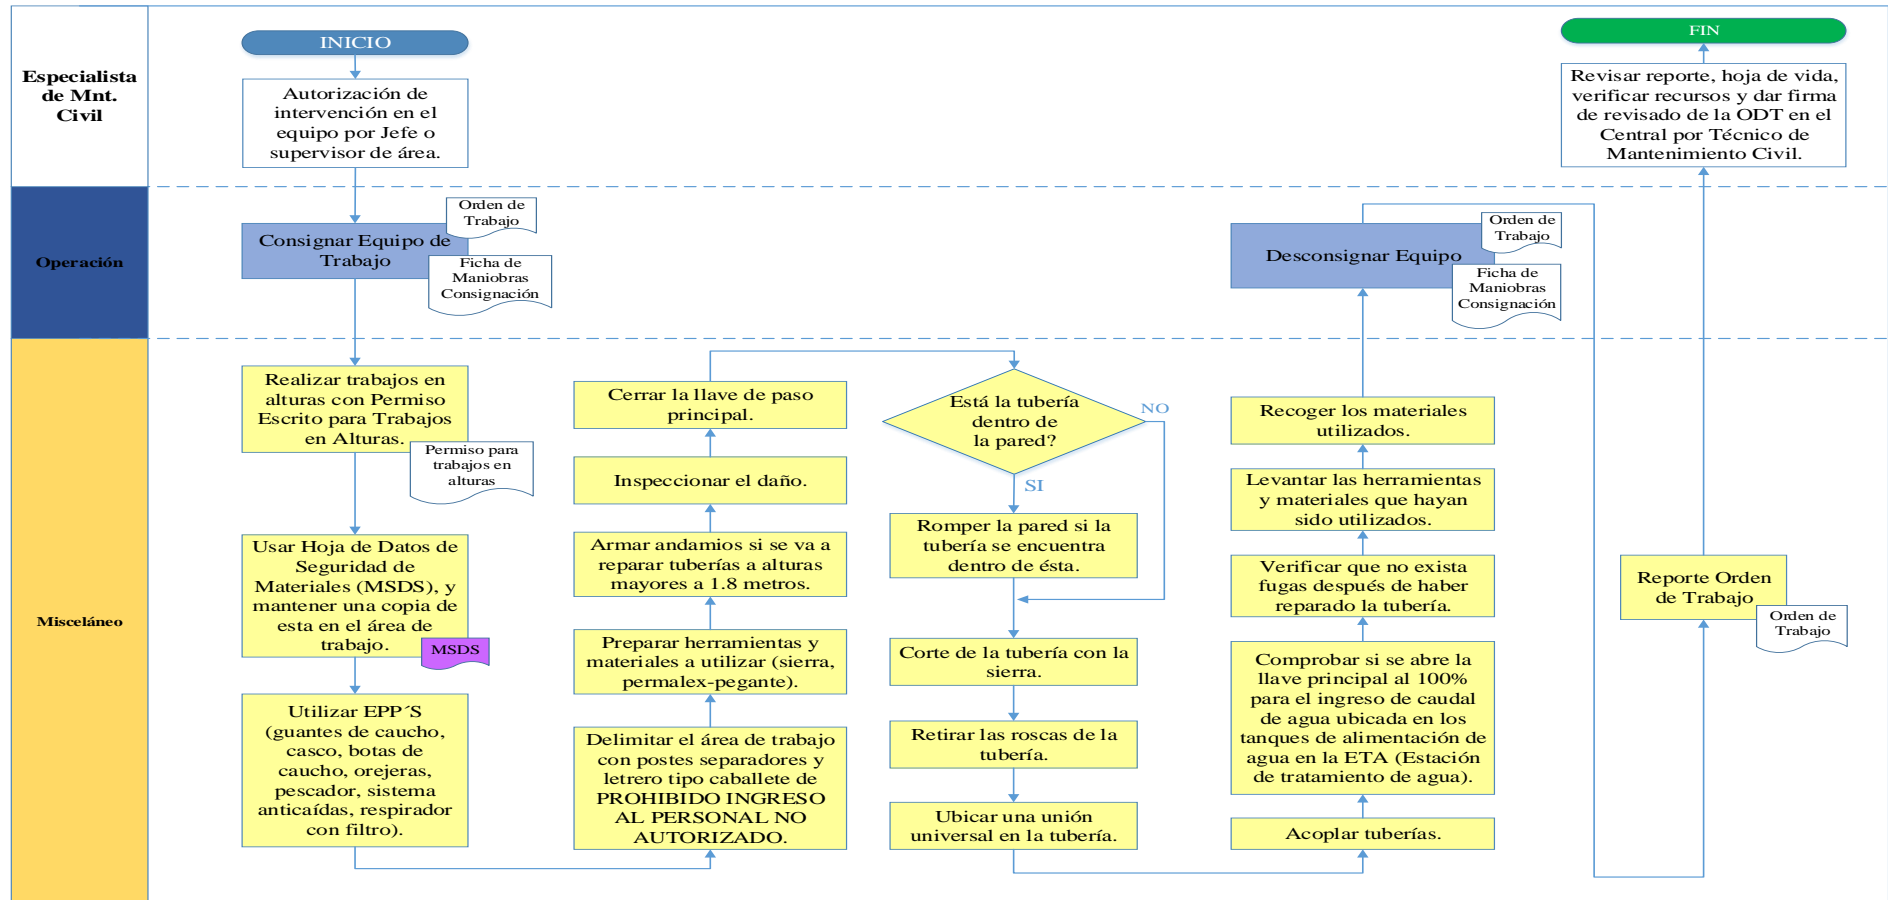 Especialista
de Mnt.
Civil
INICIO
Autorización de
intervención en el
equipo por Jefe o
supervisor de área.
FIN
Revisar reporte, hoja de vida,
verificar recursos y dar firma
de revisado de la ODT en el
Central por Técnico de
Mantenimiento Civil.
Operación
Consignar Equipo de
Trabajo
Orden de
Trabajo
Ficha de
Maniobras
Consignación
Desconsignar Equipo
Orden de
Trabajo
Ficha de
Maniobras
Consignación
Misceláneo
Realizar trabajos en
alturas con Permiso
Escrito para Trabajos
en Alturas.
Permiso para
trabajos en
alturas
Usar Hoja de Datos de
Seguridad de
Materiales (MSDS), y
mantener una copia de
esta en el área de
trabajo.
MSDS
Utilizar EPP´S
(guantes de caucho,
casco, botas de
caucho, orejeras,
pescador, sistema
anticaídas, respirador
con filtro).
Delimitar el área de trabajo
con postes separadores y
letrero tipo caballete de
PROHIBIDO INGRESO
AL PERSONAL NO
AUTORIZADO.
Preparar herramientas y
materiales a utilizar (sierra,
permalex-pegante).
Armar andamios si se va a
reparar tuberías a alturas
mayores a 1.8 metros.
Inspeccionar el daño.
Cerrar la llave de paso
principal.
Está la tubería
dentro de
la pared?
NO
SI
Romper la pared si la
tubería se encuentra
dentro de ésta.
Corte de la tubería con la
sierra.
Retirar las roscas de la
tubería.
Ubicar una unión
universal en la tubería.
Acoplar tuberías.
Comprobar si se abre la
llave principal al 100%
para el ingreso de caudal
de agua ubicada en los
tanques de alimentación de
agua en la ETA (Estación
de tratamiento de agua).
Verificar que no exista
fugas después de haber
reparado la tubería.
Levantar las herramientas
y materiales que hayan
sido utilizados.
Recoger los materiales
utilizados.
Reporte Orden
de Trabajo
Orden de
Trabajo